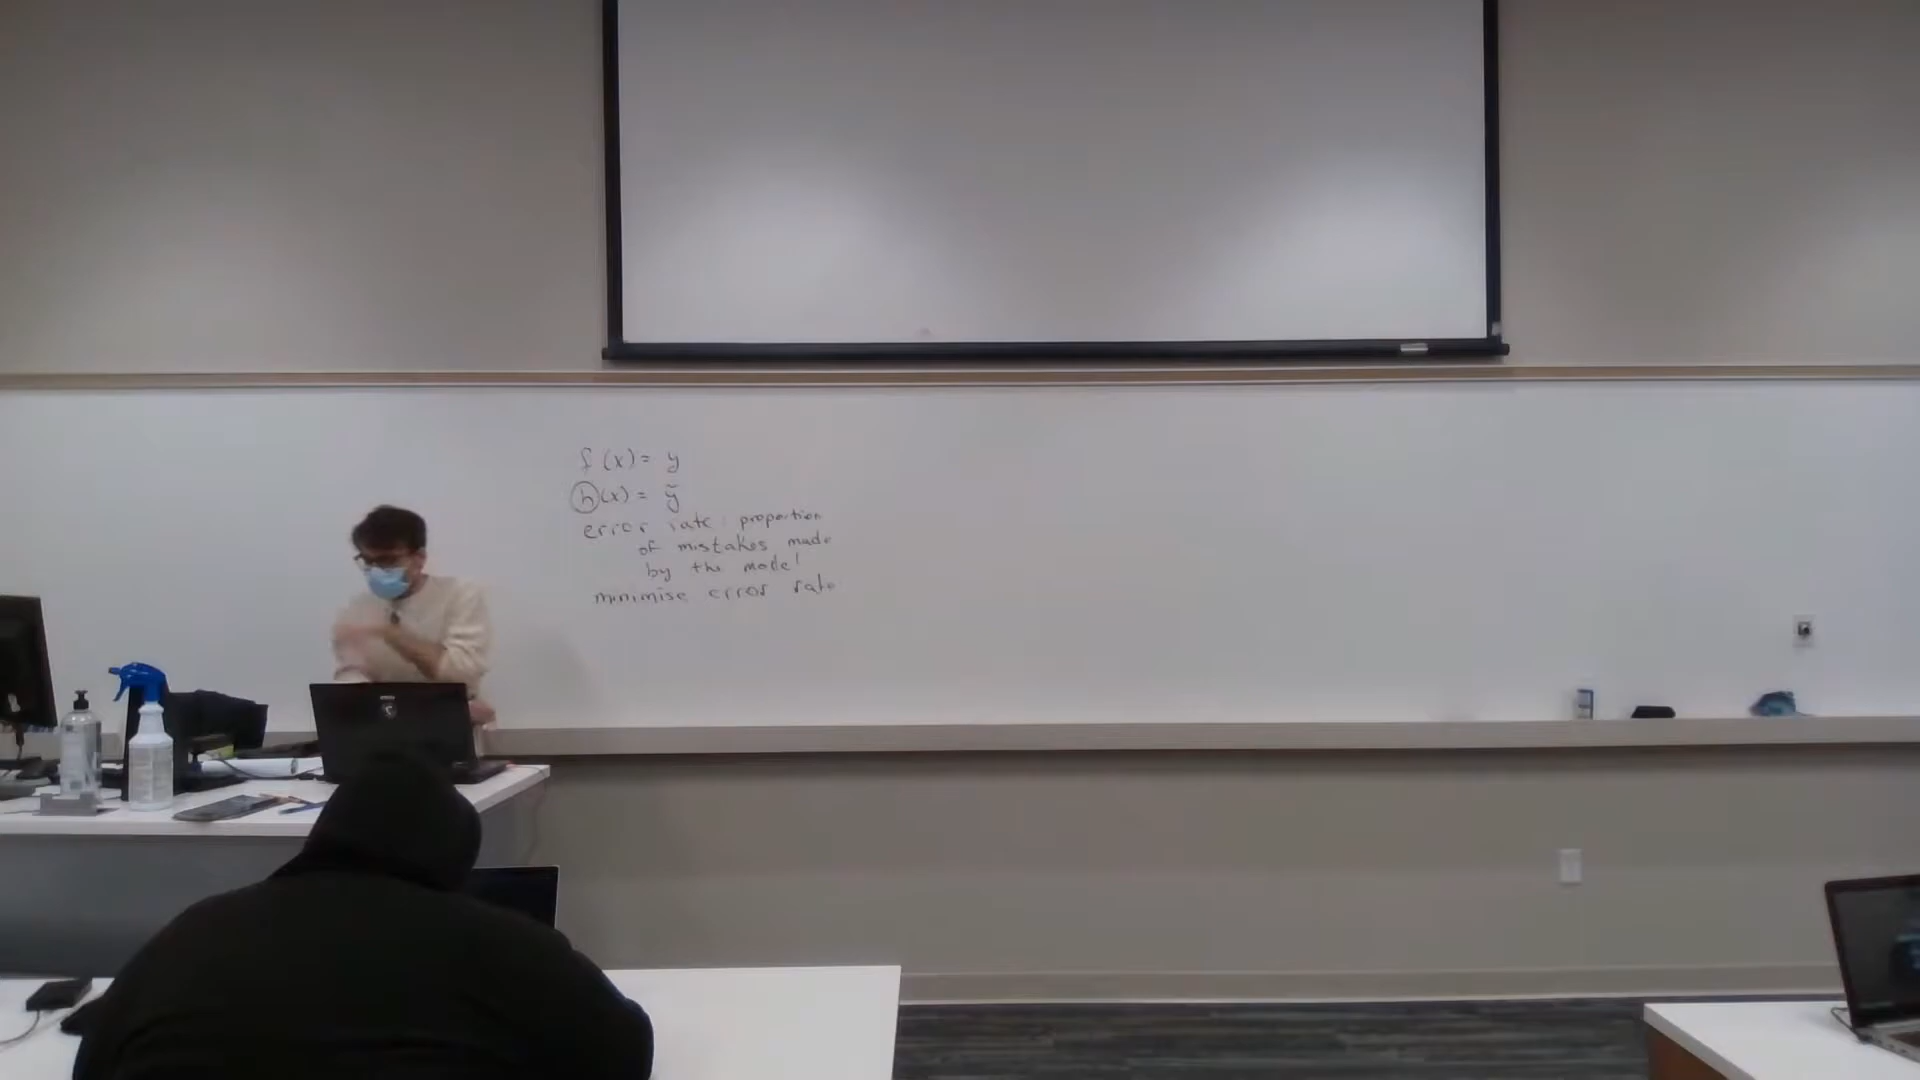 f(x) = y
h(x) = ỹ
error rate: proportion
of mistakes made
by the model
minimise error rate